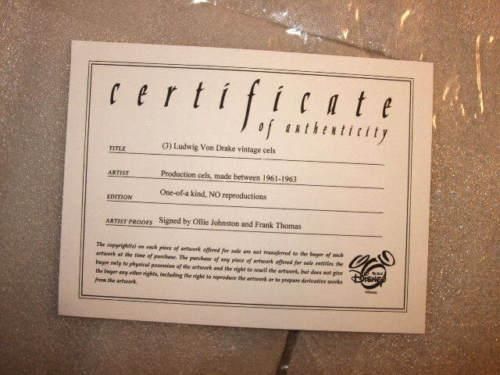 certificate
of authenticity
TITLE (3) Ludwig Von Drake vintage cels
ARTIST Production cels, made between 1961-1963
EDITION One-of-a kind, NO reproductions
ARTIST PROOFS Signed by Ollie Johnston and Frank Thomas
The copyright(s) on each piece of artwork offered for sale are not transferred to the buyer of such
artwork at the time of purchase. The purchase of any piece of artwork offered for sale entitles the
buyer only to physical possession of the artwork and the right to resell the artwork, but does not give
the buyer any other rights, including the right to reproduce the artwork or to prepare derivative works
from the artwork.
DISNEY